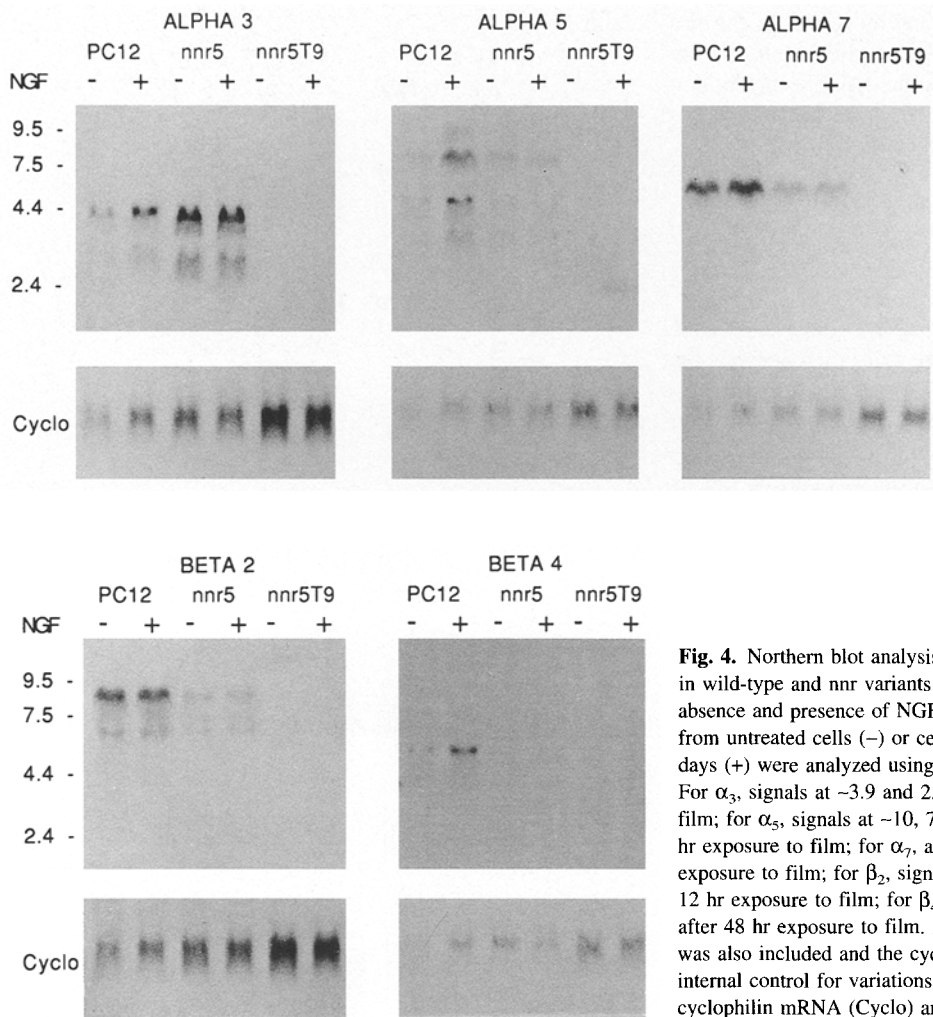 ALPHA 3
PC12 nnr5 nnr5T9
NGF - + - + - +
9.5 -
7.5 -
4.4 -
2.4 -
Cyclo
ALPHA 5
PC12 nnr5 nnr5T9
- + - + - +
ALPHA 7
PC12 nnr5 nnr5T9
- + - + - +
BETA 2
PC12 nnr5 nnr5T9
NGF - + - + - +
9.5 -
7.5 -
4.4 -
2.4 -
Cyclo
BETA 4
PC12 nnr5 nnr5T9
- + - + - +
Fig. 4. Northern blot analysis
in wild-type and nnr variants
absence and presence of NGF
from untreated cells (–) or ce
days (+) were analyzed using
For α3, signals at ~3.9 and 2.
film; for α5, signals at ~10, 7
hr exposure to film; for α7, a
exposure to film; for β2, sign
12 hr exposure to film; for β
after 48 hr exposure to film.
was also included and the cyc
internal control for variations
cyclophilin mRNA (Cyclo) an